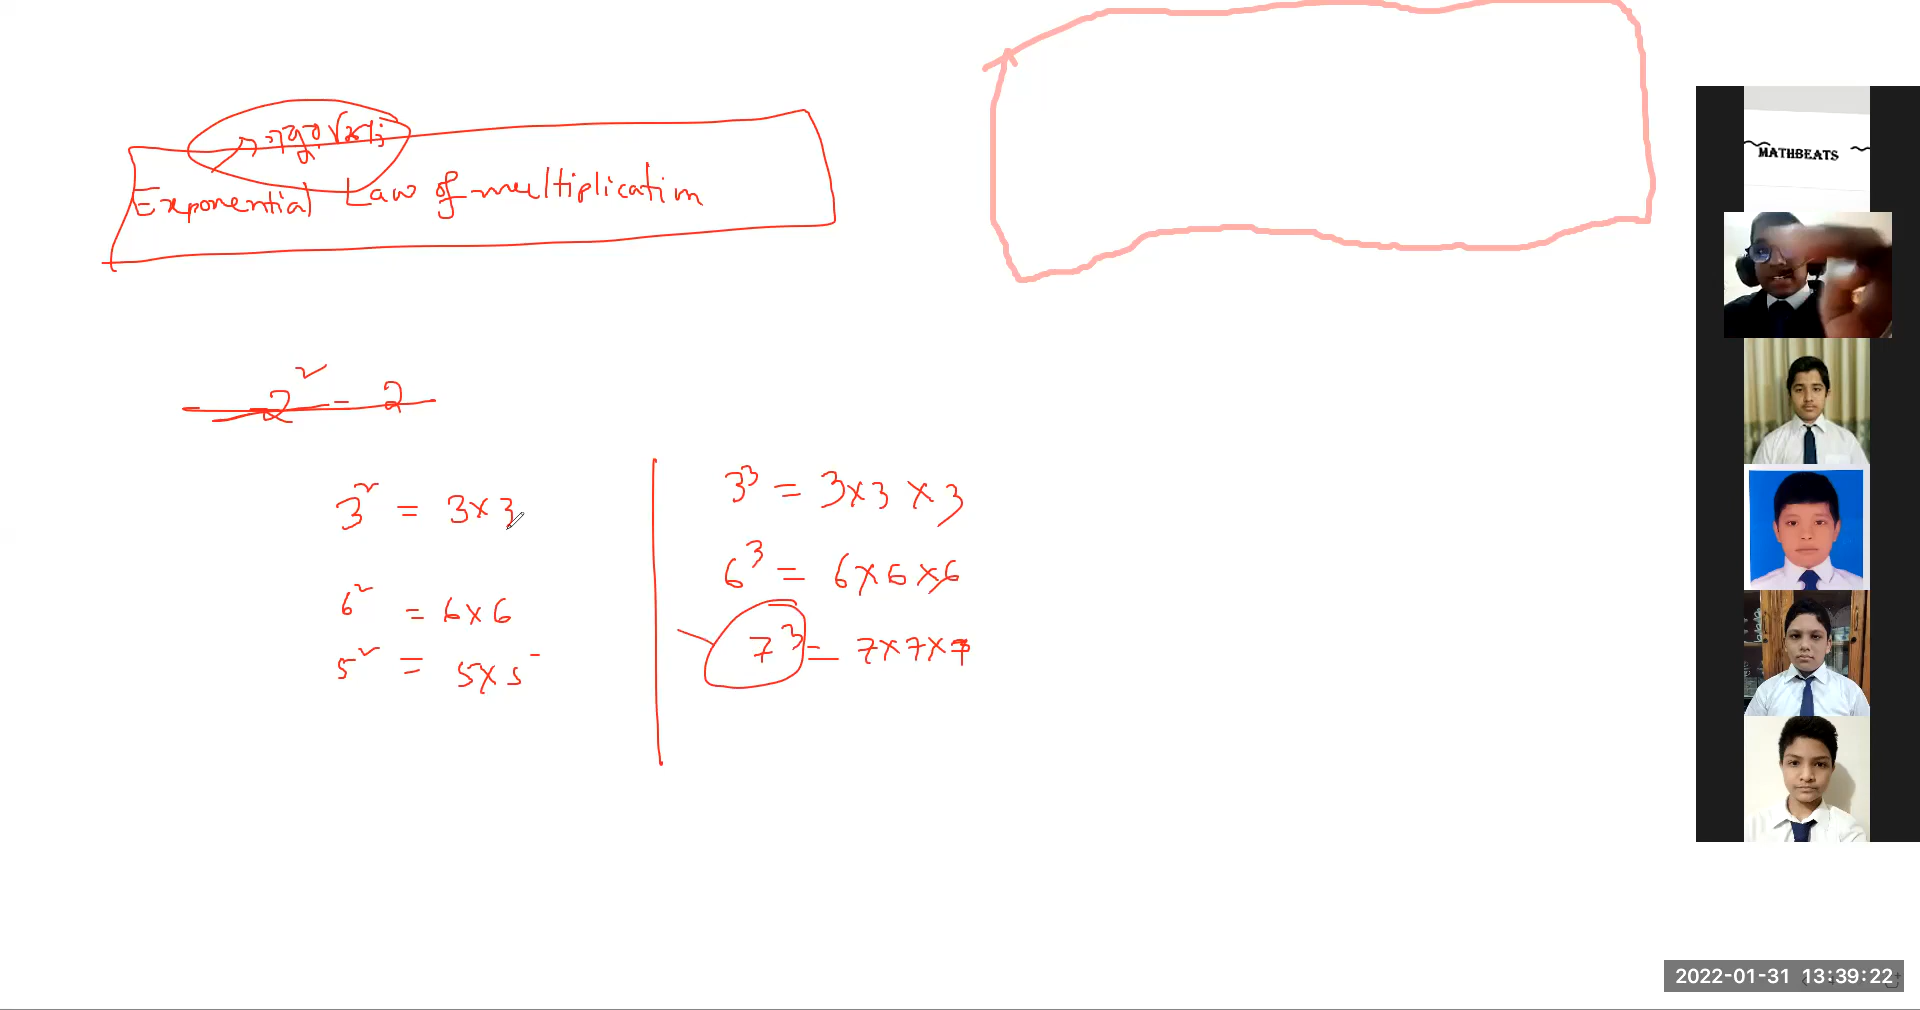 Exponential Law of multiplication
2² = 2
3² = 3×3
6² = 6×6
5² = 5×5
3³ = 3×3×3
6³ = 6×6×6
7³ = 7×7×7
MATHBEATS
2022-01-31 13:39:22